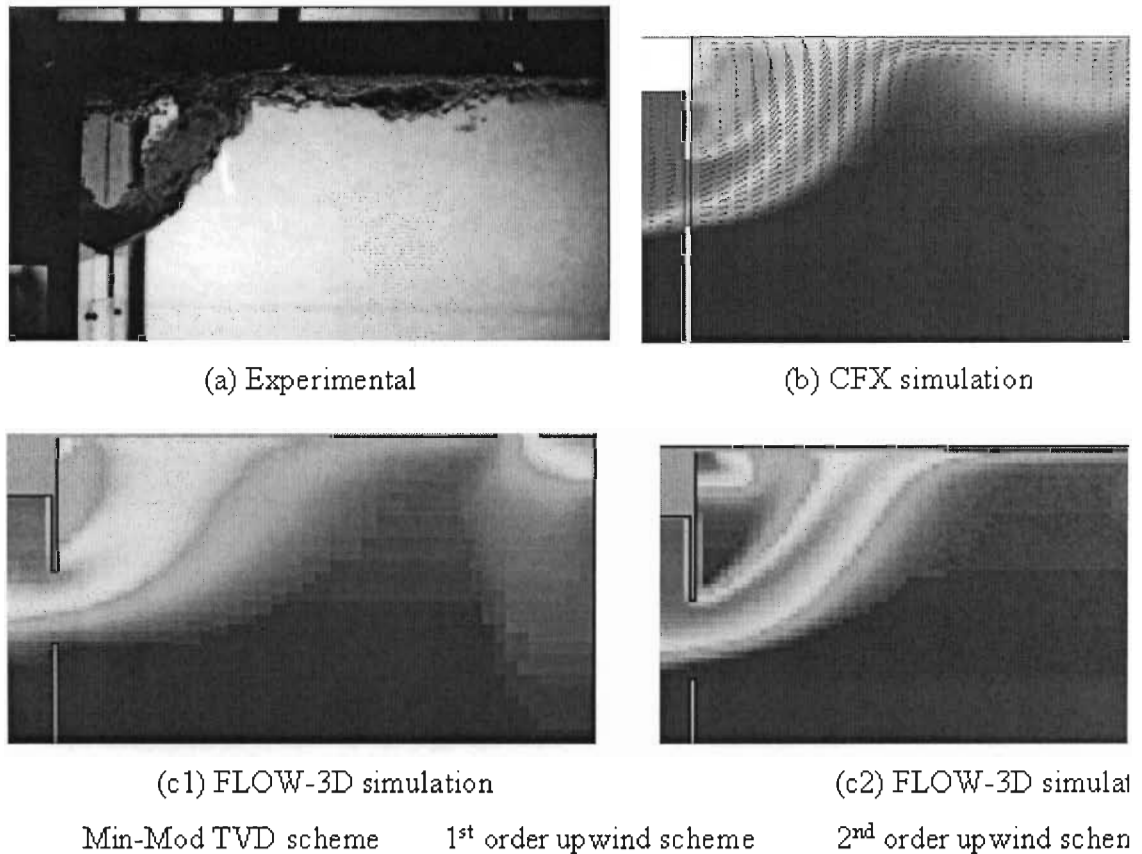 (a) Experimental
(b) CFX simulation
(c1) FLOW-3D simulation
(c2) FLOW-3D simulat
Min-Mod TVD scheme
1st order upwind scheme
2nd order upwind schen